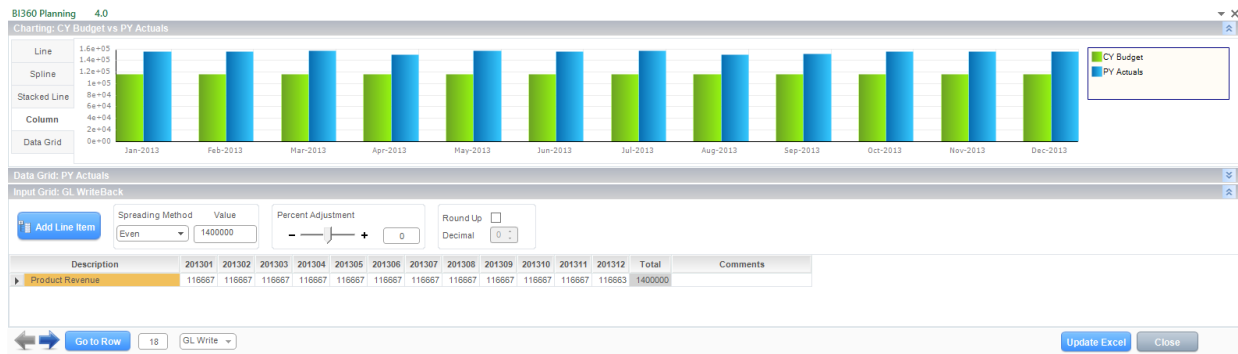 BI360 Planning 4.0
Charting: CY Budget vs PY Actuals
Line
Spline
Stacked Line
Column
Data Grid
1.6e+05
1.4e+05
1.2e+05
1e+05
8e+04
6e+04
4e+04
2e+04
0e+00
Jan-2013 Feb-2013 Mar-2013 Apr-2013 May-2013 Jun-2013 Jul-2013 Aug-2013 Sep-2013 Oct-2013 Nov-2013 Dec-2013
CY Budget
PY Actuals
Data Grid: PY Actuals
Input Grid: GL WriteBack
Add Line Item
Spreading Method Value
Even 1400000
Percent Adjustment
- + 0
Round Up
Decimal 0
Description 201301 201302 201303 201304 201305 201306 201307 201308 201309 201310 201311 201312 Total Comments
Product Revenue 116667 116667 116667 116667 116667 116667 116667 116667 116667 116667 116667 116663 1400000
Go to Row 18 GL Write Update Excel Close